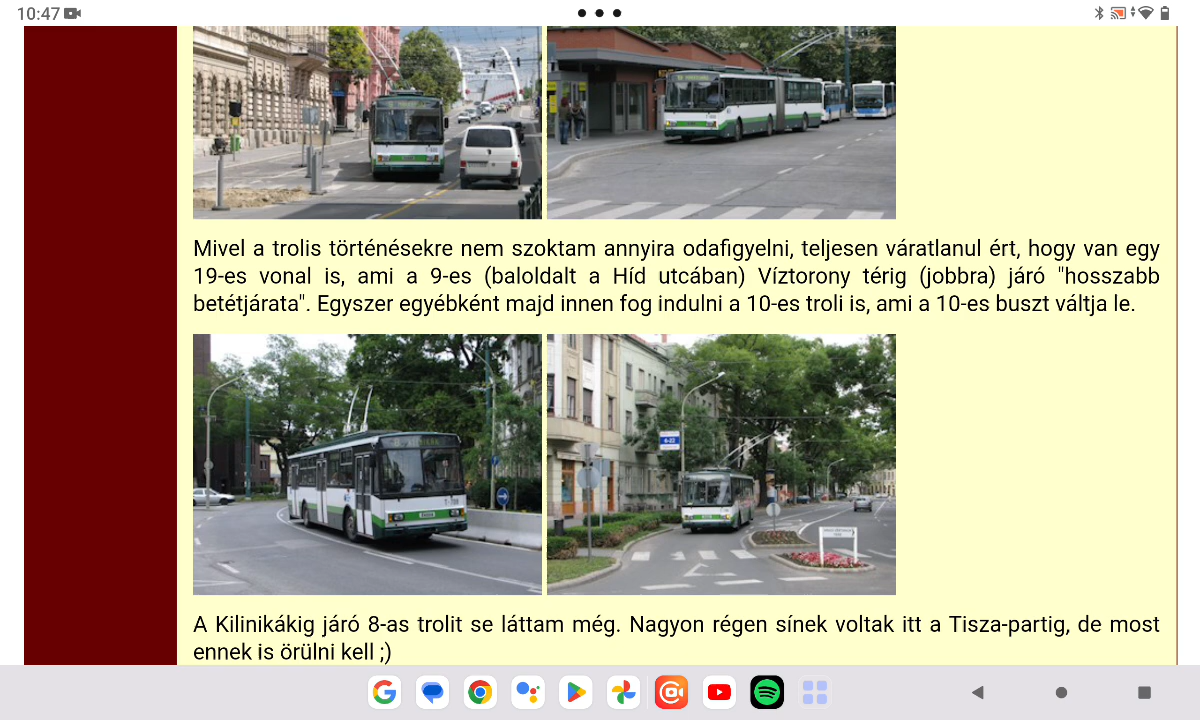 10:47
Mivel a trolis történésekre nem szoktam annyira odafigyelni, teljesen váratlanul ért, hogy van egy
19-es vonal is, ami a 9-es (baloldalt a Híd utcában) Víztorony térig (jobbra) járó "hosszabb
betétjárata". Egyszer egyébként majd innen fog indulni a 10-es troli is, ami a 10-es buszt váltja le.
6-22
A Kilinikákig járó 8-as trolit se láttam még. Nagyon régen sínek voltak itt a Tisza-partig, de most
ennek is örülni kell ;)